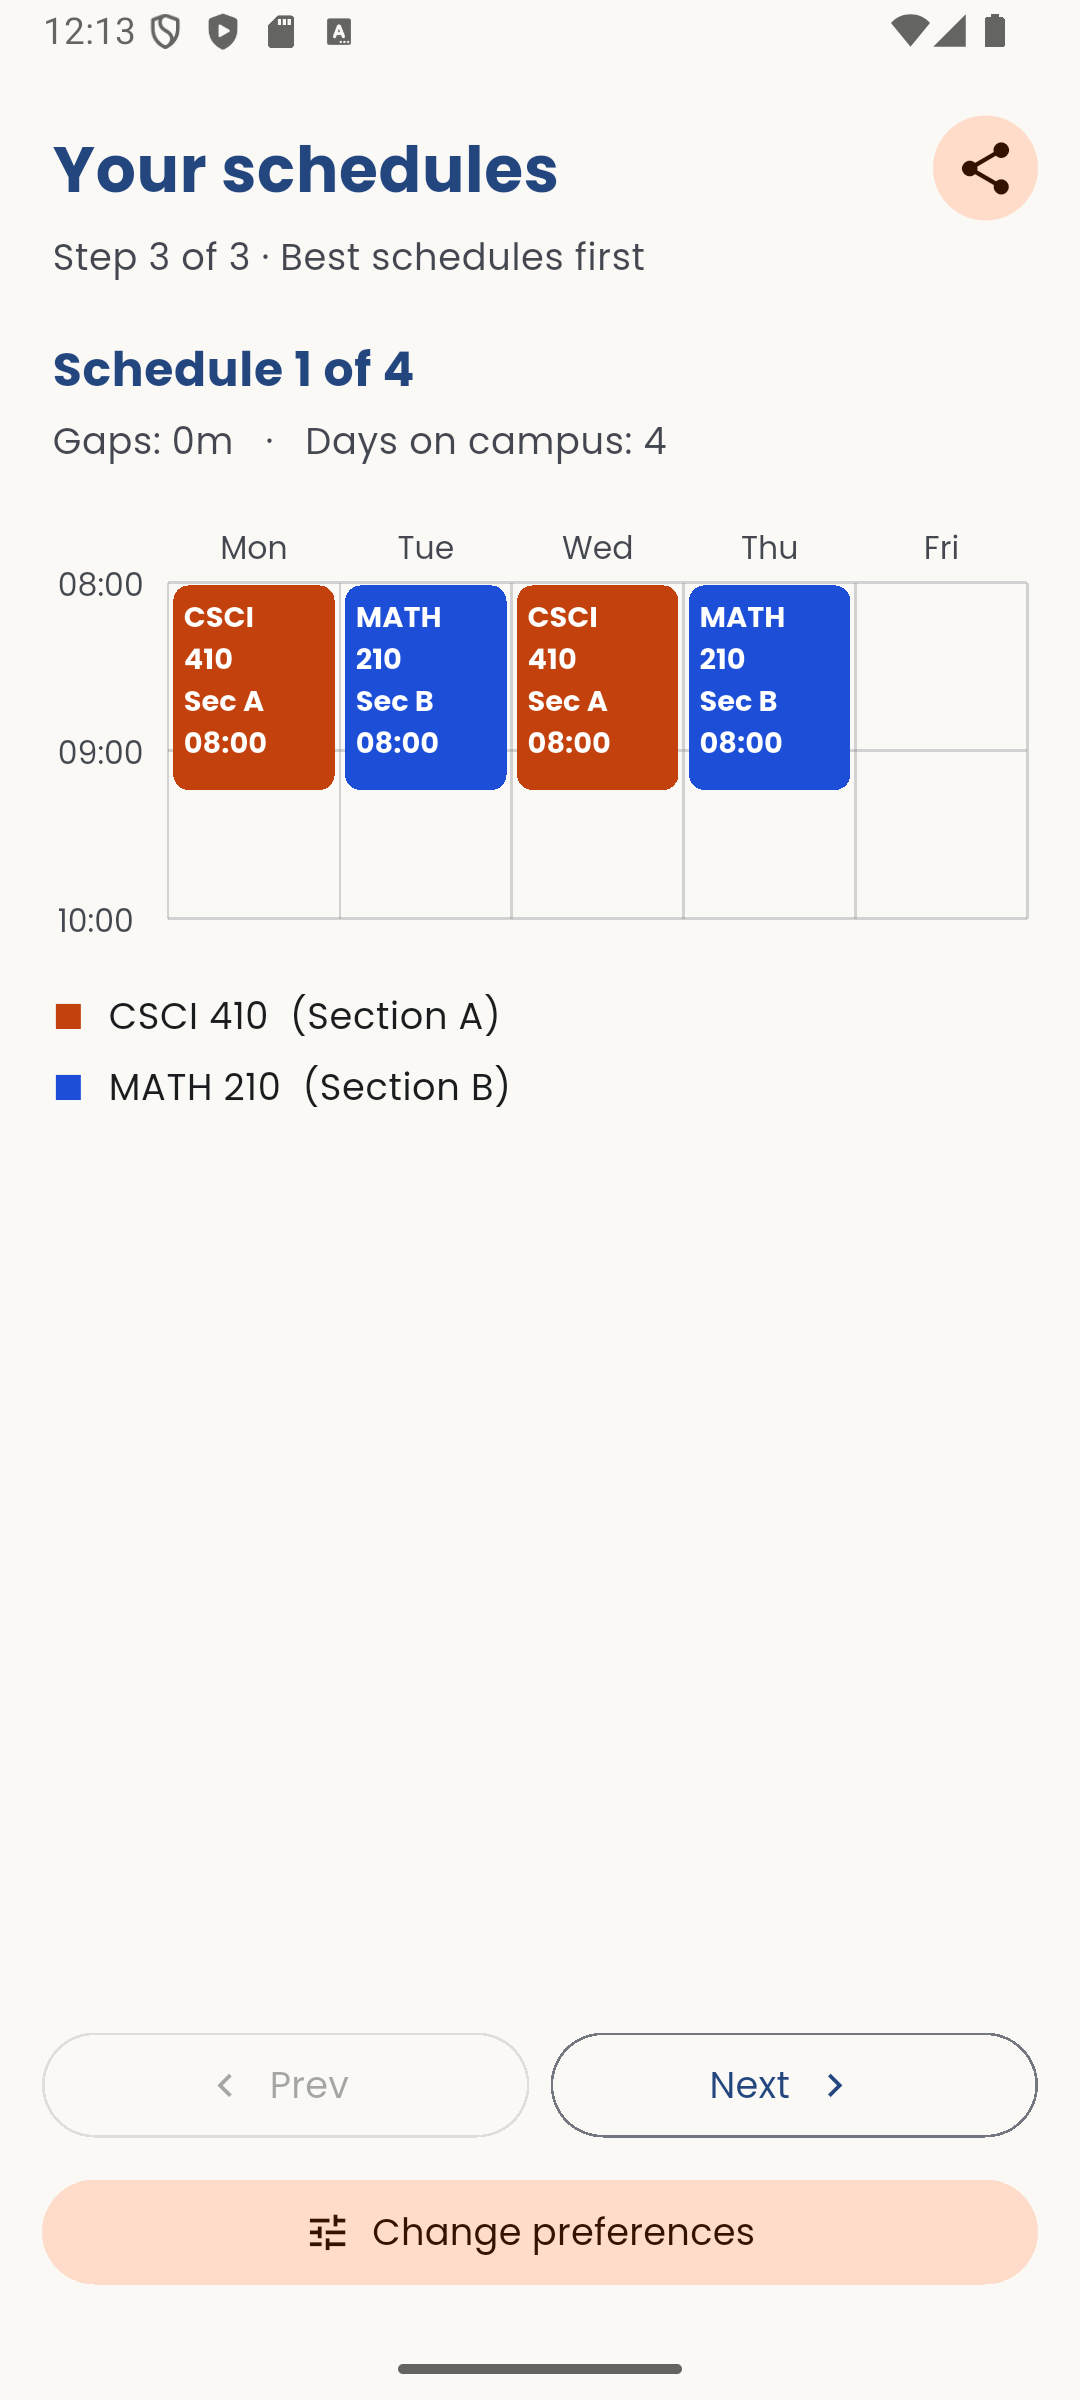 12:13
Your schedules
Step 3 of 3 · Best schedules first
Schedule 1 of 4
Gaps: 0m · Days on campus: 4
Mon Tue Wed Thu Fri
08:00
CSCI
410
Sec A
08:00
MATH
210
Sec B
08:00
CSCI
410
Sec A
08:00
MATH
210
Sec B
08:00
09:00
10:00
CSCI 410 (Section A)
MATH 210 (Section B)
Prev
Next
Change preferences